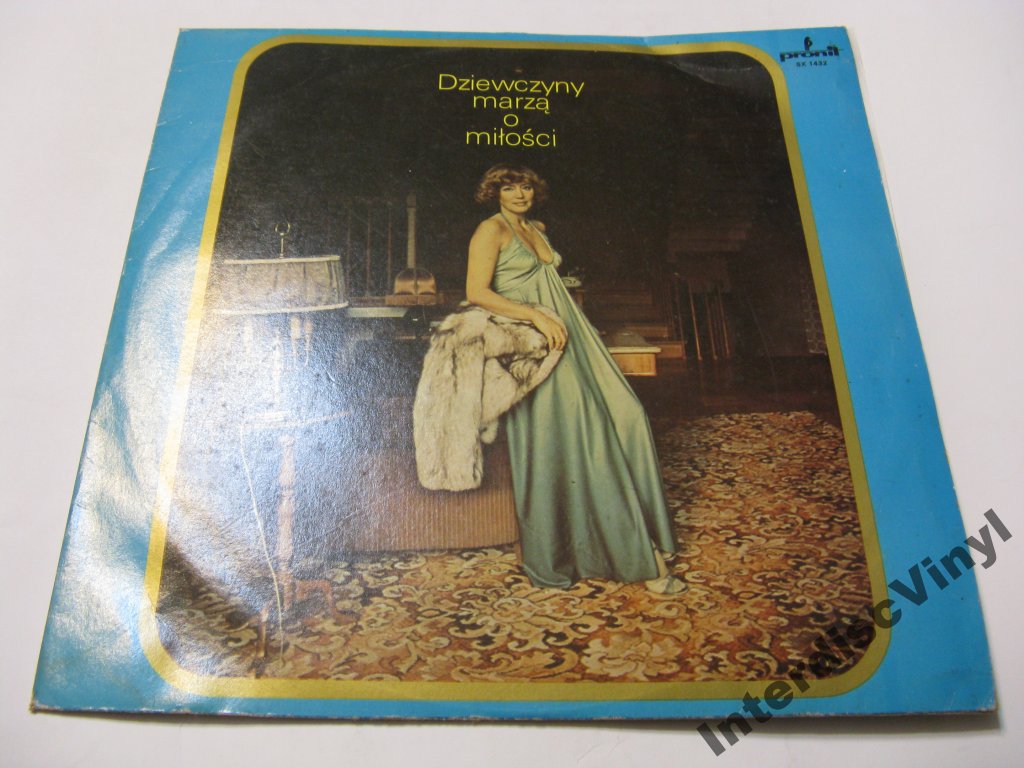 Dziewczyny
marzą
o
miłości
pronit
SX 1432
InterdiscVinyl